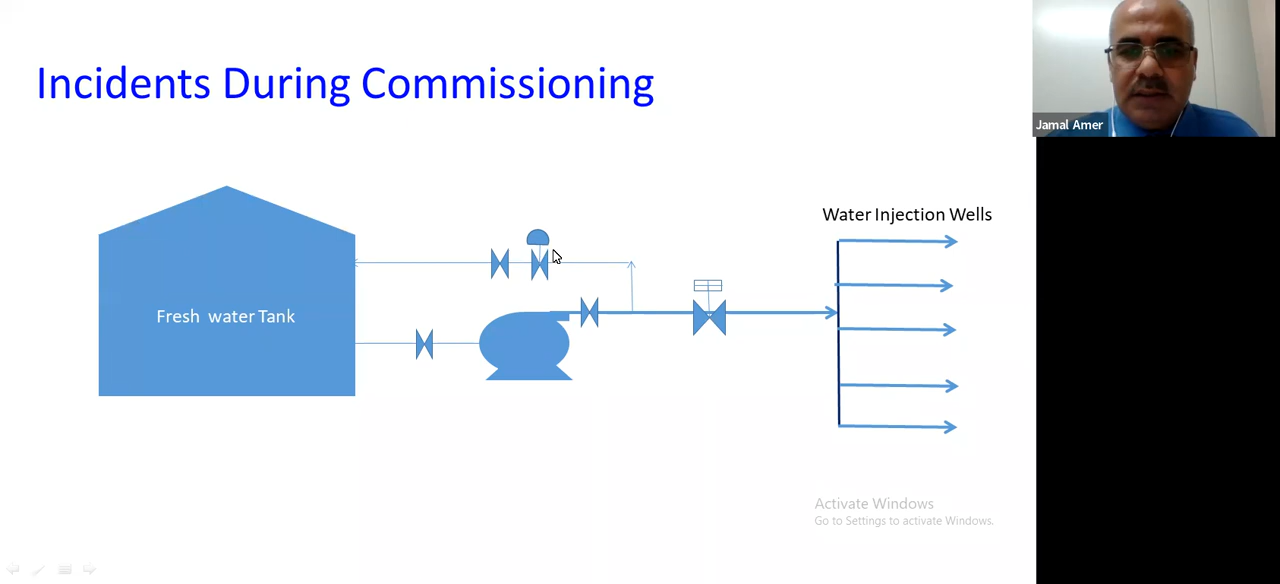 Incidents During Commissioning
Jamal Amer
Water Injection Wells
Fresh water Tank
Activate Windows
Go to Settings to activate Windows.